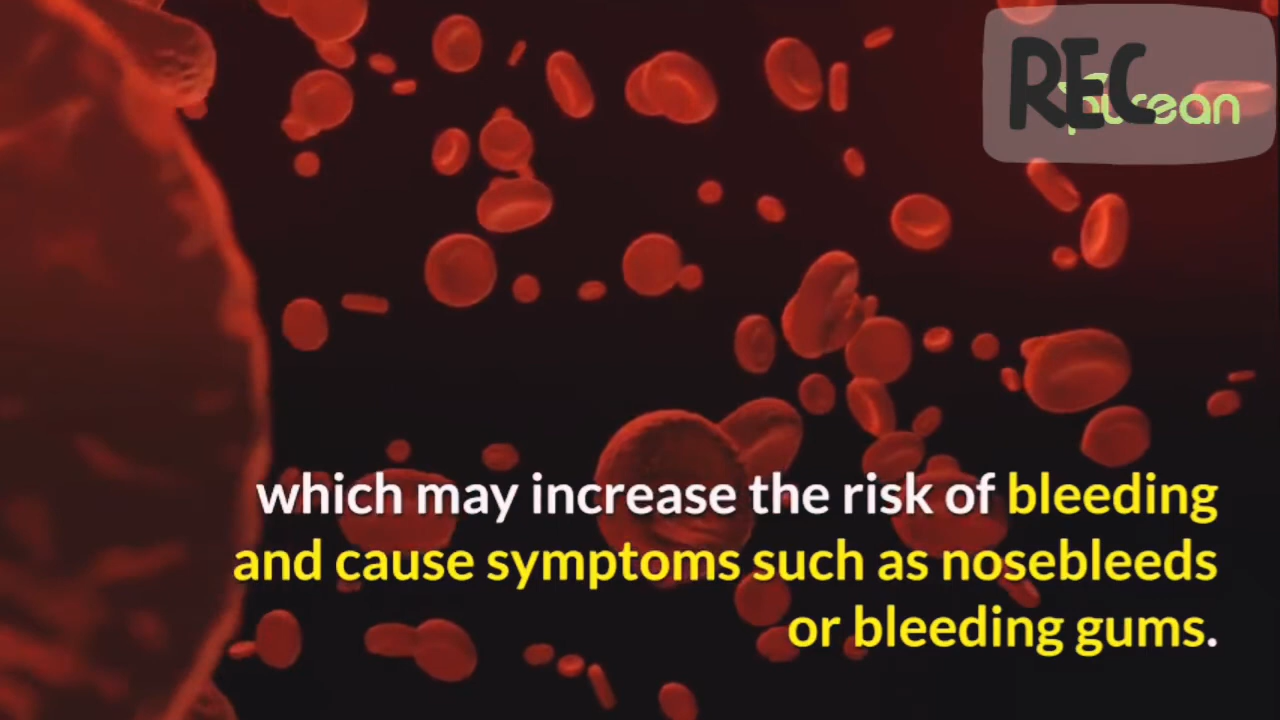 REC
which may increase the risk of bleeding
and cause symptoms such as nosebleeds
or bleeding gums.